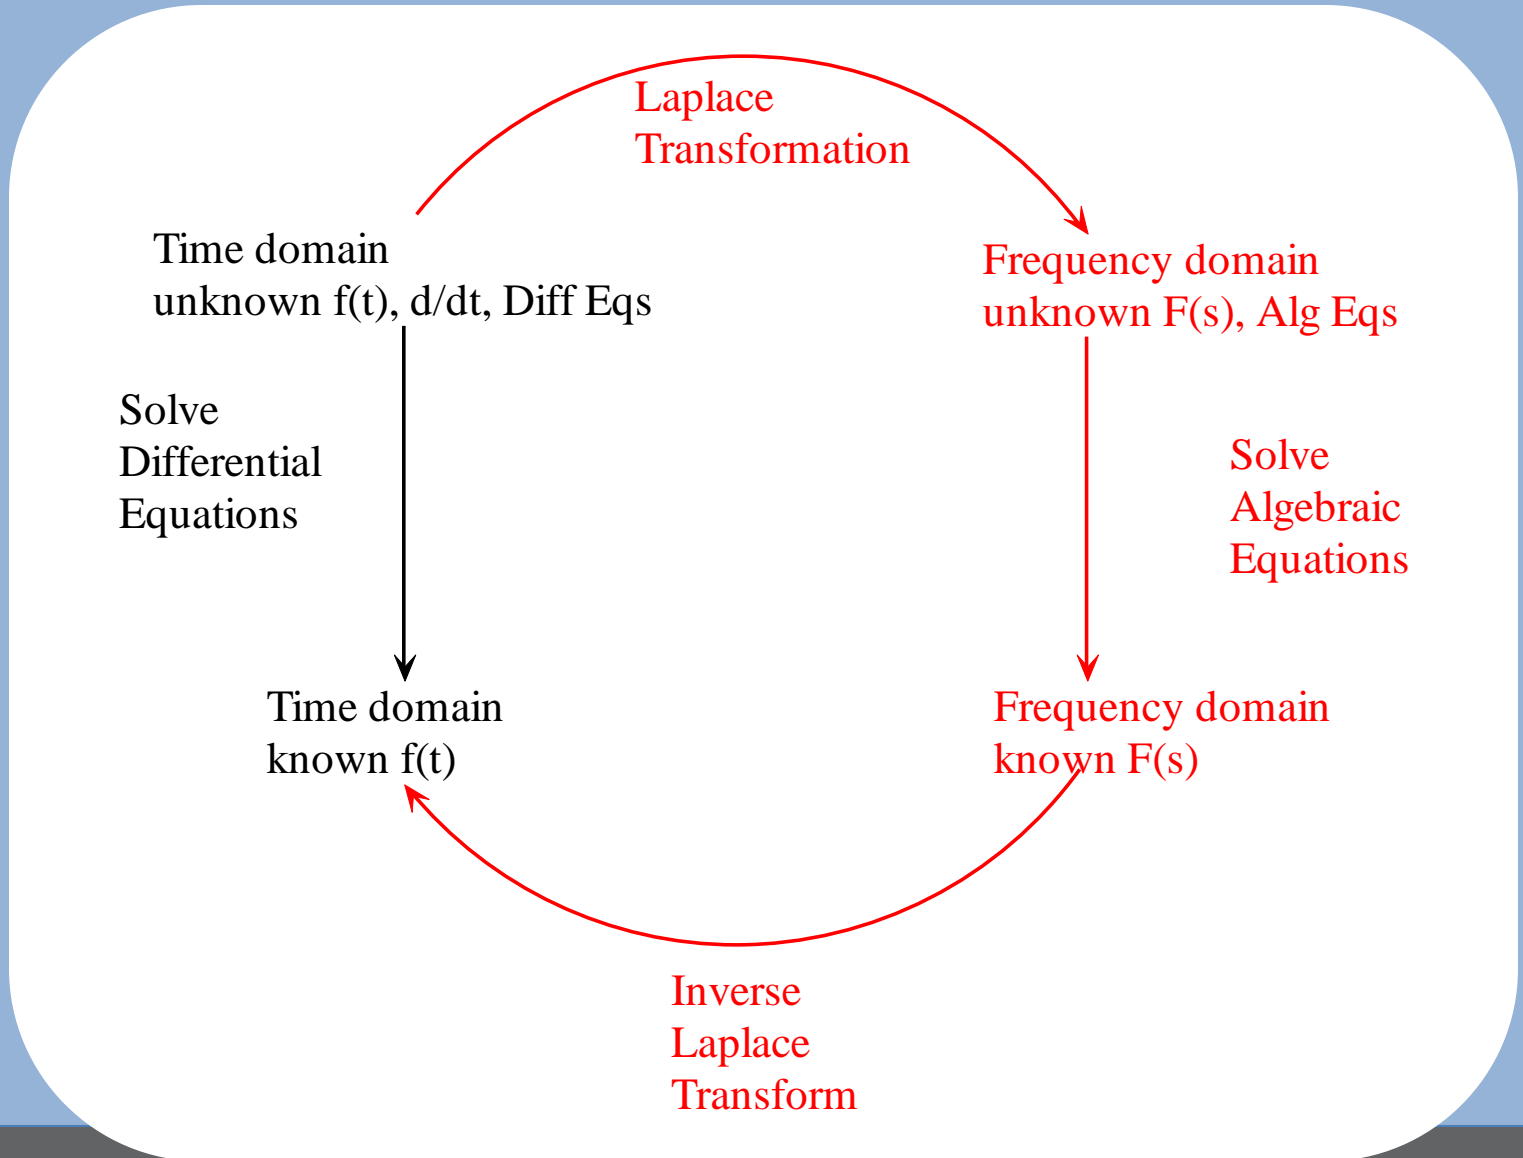 Laplace
Transformation
Time domain
unknown f(t), d/dt, Diff Eqs
Frequency domain
unknown F(s), Alg Eqs
Solve
Differential
Equations
Solve
Algebraic
Equations
Time domain
known f(t)
Frequency domain
known F(s)
Inverse
Laplace
Transform